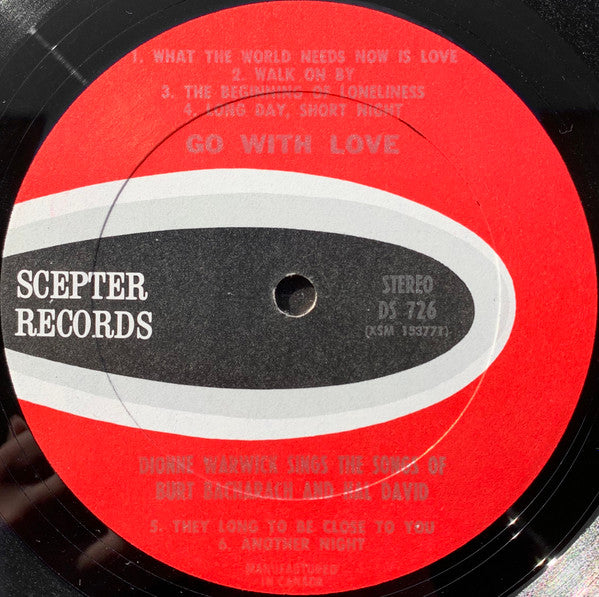 1. WHAT THE WORLD NEEDS NOW IS LOVE
2. WALK ON BY
3. THE BEGINNING OF LONELINESS
4. LONG DAY, SHORT NIGHT
GO WITH LOVE
SCEPTER
RECORDS
STEREO
DS 726
DIONNE WARWICK SINGS THE SONGS OF
BURT BACHARACH AND HAL DAVID
5. THEY LONG TO BE CLOSE TO YOU
6. ANOTHER NIGHT
MANUFACTURED
IN CANADA